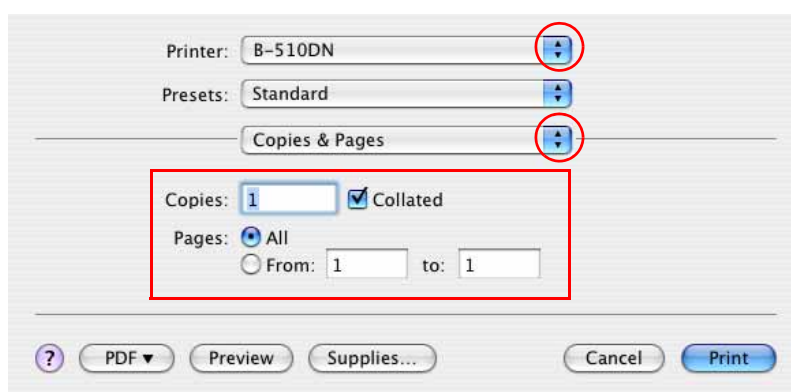 Printer: B-510DN
Presets: Standard
Copies & Pages
Copies: 1 Collated
Pages: All
From: 1 to: 1
? PDF▼ Preview Supplies... Cancel Print